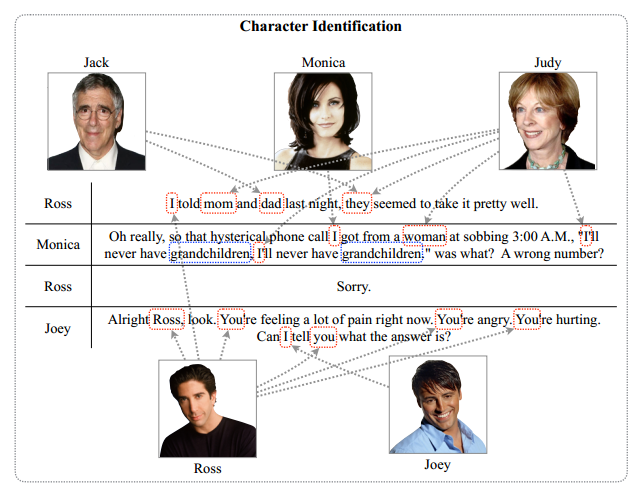 Character Identification
Jack
Monica
Judy
Ross
I told mom and dad last night, they seemed to take it pretty well.
Monica
Oh really, so that hysterical phone call I got from a woman at sobbing 3:00 A.M., "I'll
never have grandchildren, I'll never have grandchildren." was what? A wrong number?
Ross
Sorry.
Joey
Alright Ross, look. You're feeling a lot of pain right now. You're angry. You're hurting.
Can I tell you what the answer is?
Ross
Joey